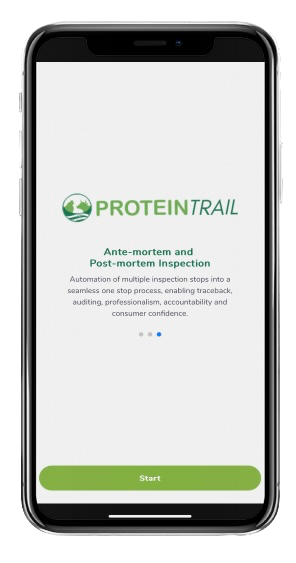 PROTEINTRAIL
Ante-mortem and
Post-mortem Inspection
Automation of multiple inspection stops into a
seamless one stop process, enabling traceback,
auditing, professionalism, accountability and
consumer confidence.
Start